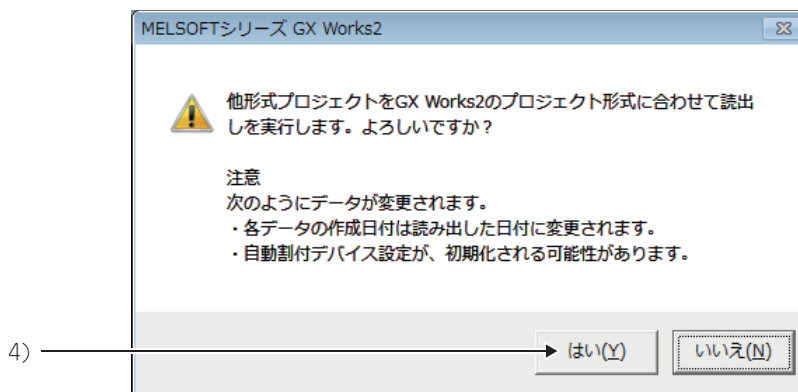 MELSOFTシリーズ GX Works2
他形式プロジェクトをGX Works2のプロジェクト形式に合わせて読出
しを実行します。よろしいですか？
注意
次のようにデータが変更されます。
・各データの作成日付は読み出した日付に変更されます。
・自動割付デバイス設定が、初期化される可能性があります。
4)
はい(Y)
いいえ(N)